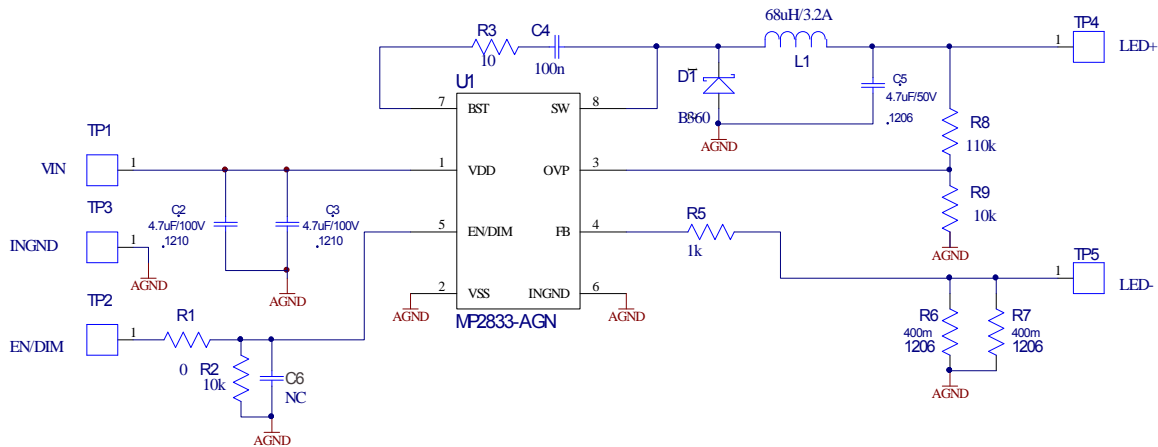 68uH/3.2A
TP4
R3
C4
1
LED+
10
100n
L1
U1
D1
C5
4.7uF/50V
.1206
7
BST
SW
8
B560
R8
110k
AGND
TP1
VIN
1
1
VDD
OVP
3
TP3
C2
4.7uF/100V
.1210
C3
4.7uF/100V
.1210
R9
10k
INGND
1
5
EN/DIM
FB
4
R5
1k
AGND
AGND
TP5
1
LED-
AGND
TP2
2
VSS
INGND
6
AGND
AGND
MP2833-AGN
R6
400m
1206
R7
400m
1206
EN/DIM
1
R1
0
R2
10k
C6
NC
AGND
AGND